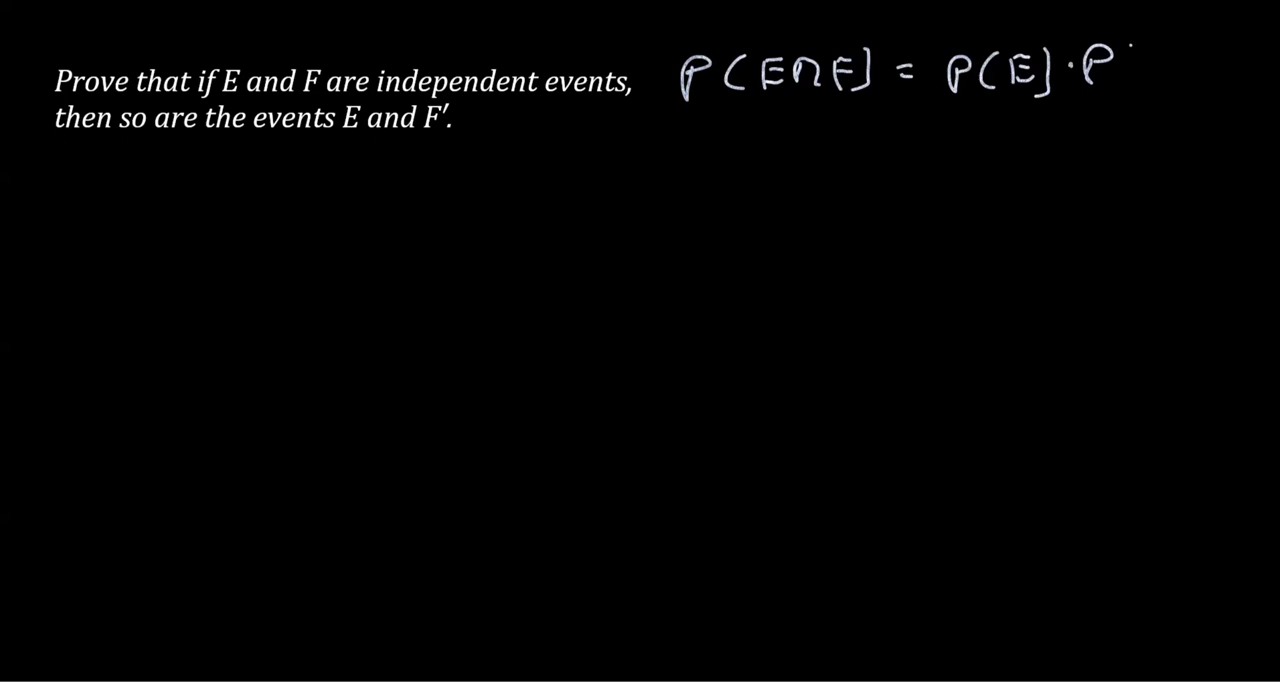 Prove that if E and F are independent events,
then so are the events E and F′.
P(E∩F) = P(E)·P